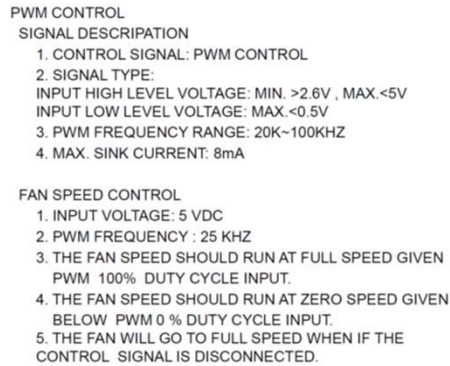 PWM CONTROL
SIGNAL DESCRIPATION
1. CONTROL SIGNAL: PWM CONTROL
2. SIGNAL TYPE:
INPUT HIGH LEVEL VOLTAGE: MIN. >2.6V , MAX.<5V
INPUT LOW LEVEL VOLTAGE: MAX.<0.5V
3. PWM FREQUENCY RANGE: 20K~100KHZ
4. MAX. SINK CURRENT: 8mA
FAN SPEED CONTROL
1. INPUT VOLTAGE: 5 VDC
2. PWM FREQUENCY : 25 KHZ
3. THE FAN SPEED SHOULD RUN AT FULL SPEED GIVEN
PWM 100% DUTY CYCLE INPUT.
4. THE FAN SPEED SHOULD RUN AT ZERO SPEED GIVEN
BELOW PWM 0 % DUTY CYCLE INPUT.
5. THE FAN WILL GO TO FULL SPEED WHEN IF THE
CONTROL SIGNAL IS DISCONNECTED.